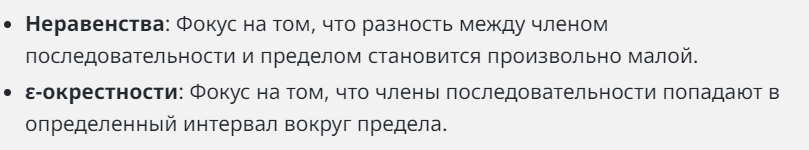 • Неравенства: Фокус на том, что разность между членом
последовательности и пределом становится произвольно малой.
• ε-окрестности: Фокус на том, что члены последовательности попадают в
определенный интервал вокруг предела.